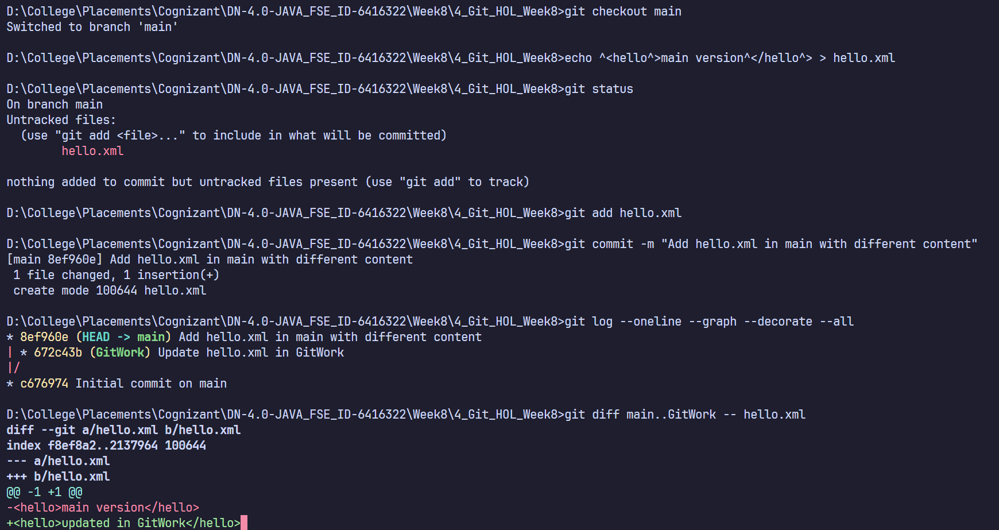 D:\College\Placements\Cognizant\DN-4.0-JAVA_FSE_ID-6416322\Week8\4_Git_HOL_Week8>git checkout main
Switched to branch 'main'
D:\College\Placements\Cognizant\DN-4.0-JAVA_FSE_ID-6416322\Week8\4_Git_HOL_Week8>echo ^<hello^>main version^</hello^> > hello.xml
D:\College\Placements\Cognizant\DN-4.0-JAVA_FSE_ID-6416322\Week8\4_Git_HOL_Week8>git status
On branch main
Untracked files:
  (use "git add <file>..." to include in what will be committed)
        hello.xml
nothing added to commit but untracked files present (use "git add" to track)
D:\College\Placements\Cognizant\DN-4.0-JAVA_FSE_ID-6416322\Week8\4_Git_HOL_Week8>git add hello.xml
D:\College\Placements\Cognizant\DN-4.0-JAVA_FSE_ID-6416322\Week8\4_Git_HOL_Week8>git commit -m "Add hello.xml in main with different content"
[main 8ef960e] Add hello.xml in main with different content
 1 file changed, 1 insertion(+)
 create mode 100644 hello.xml
D:\College\Placements\Cognizant\DN-4.0-JAVA_FSE_ID-6416322\Week8\4_Git_HOL_Week8>git log --oneline --graph --decorate --all
* 8ef960e (HEAD -> main) Add hello.xml in main with different content
| * 672c43b (GitWork) Update hello.xml in GitWork
|/
* c676974 Initial commit on main
D:\College\Placements\Cognizant\DN-4.0-JAVA_FSE_ID-6416322\Week8\4_Git_HOL_Week8>git diff main..GitWork -- hello.xml
diff --git a/hello.xml b/hello.xml
index f8ef8a2..2137964 100644
--- a/hello.xml
+++ b/hello.xml
@@ -1 +1 @@
-<hello>main version</hello>
+<hello>updated in GitWork</hello>